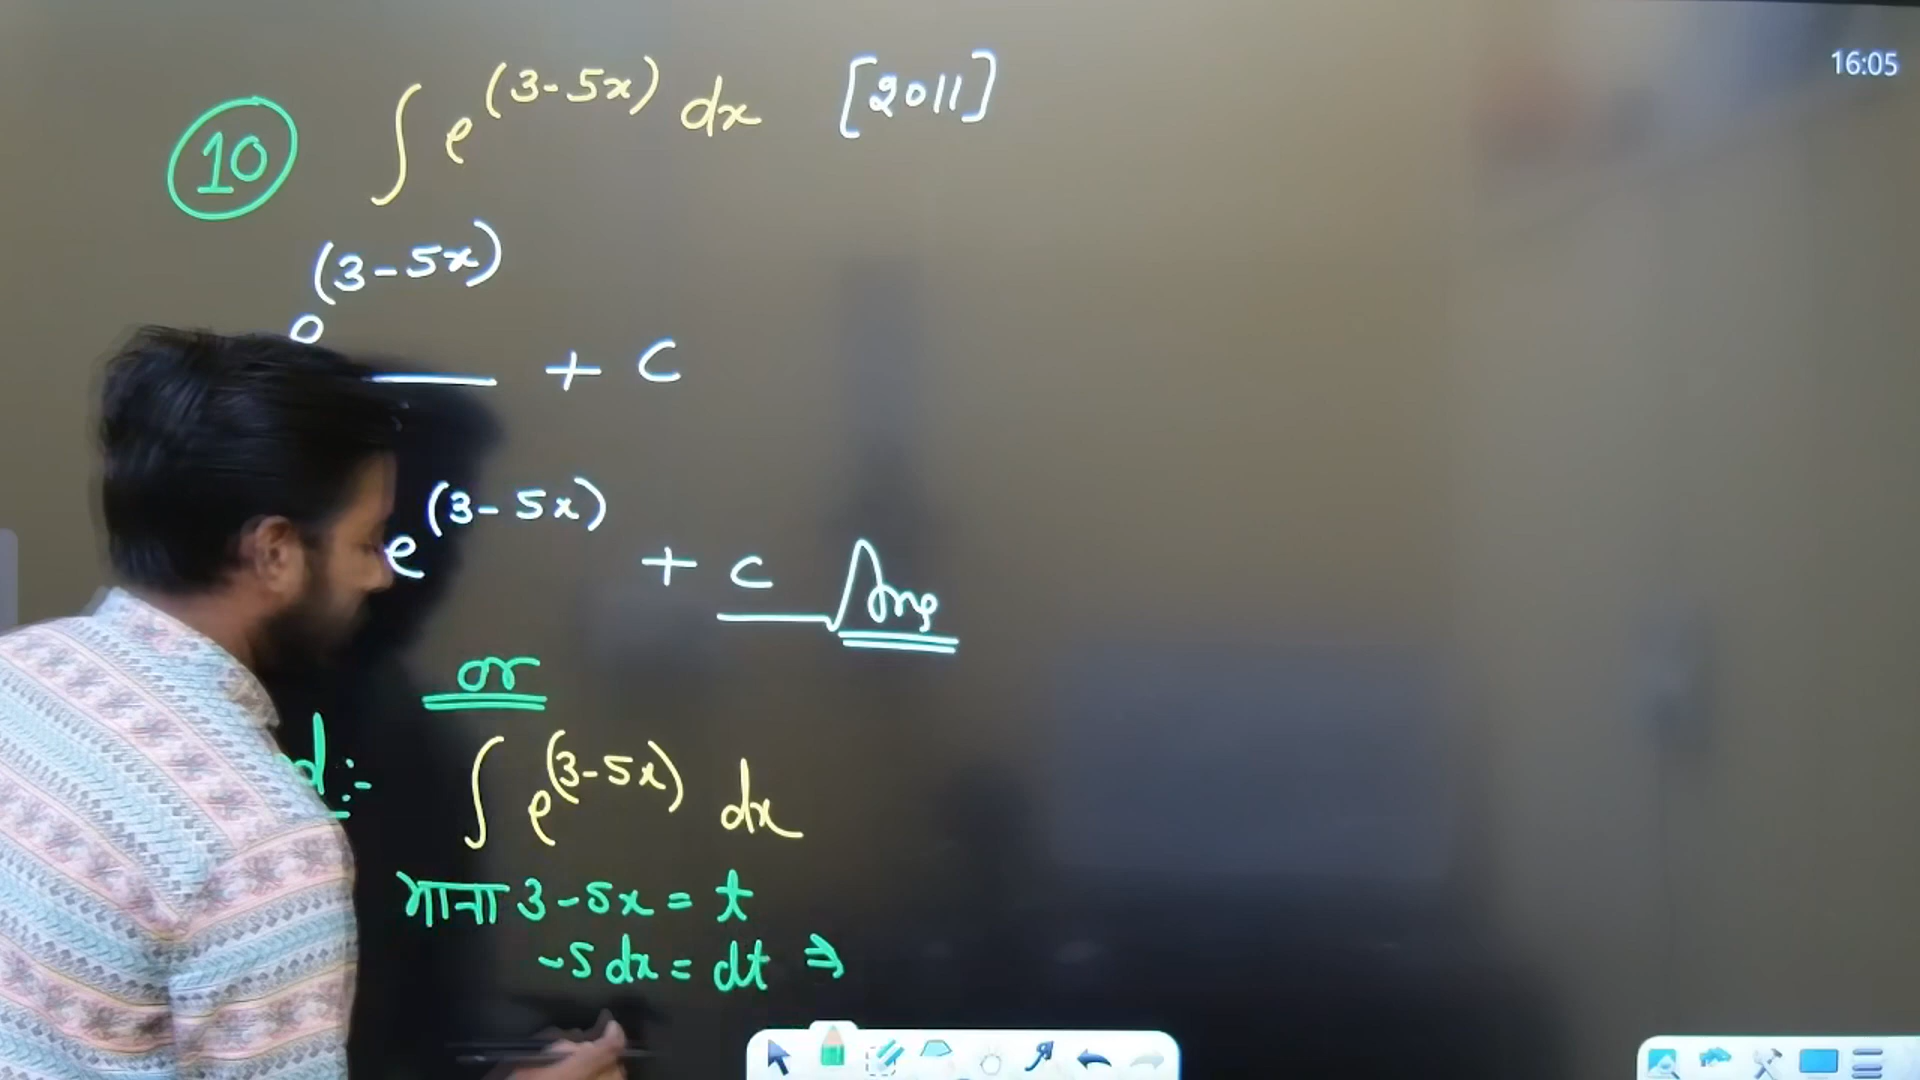 16:05
10 ∫ e^(3-5x) dx [2011]
(3-5x)
+ c
e^(3-5x) + c Ans
or
d:- ∫ e^(3-5x) dx
माना 3-5x = t
-5 dx = dt ⇒